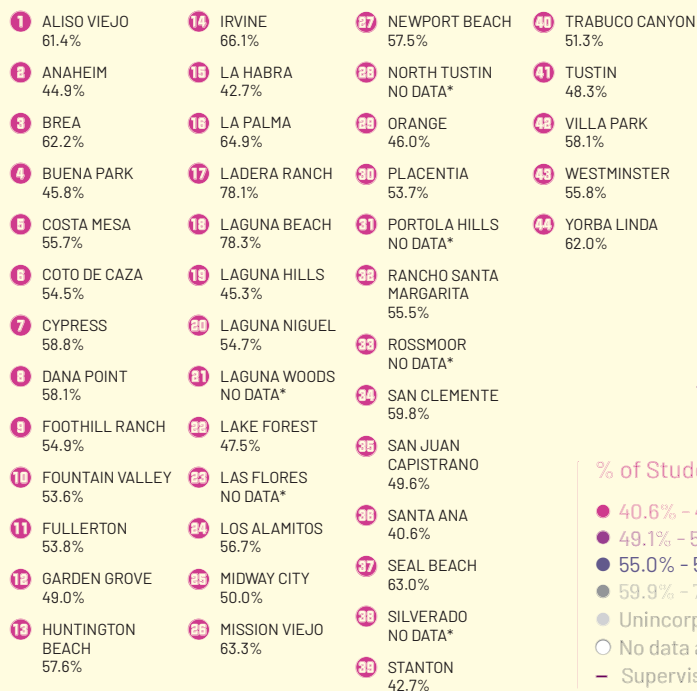 1 ALISO VIEJO
61.4%
2 ANAHEIM
44.9%
3 BREA
62.2%
4 BUENA PARK
45.8%
5 COSTA MESA
55.7%
6 COTO DE CAZA
54.5%
7 CYPRESS
58.8%
8 DANA POINT
58.1%
9 FOOTHILL RANCH
54.9%
10 FOUNTAIN VALLEY
53.6%
11 FULLERTON
53.8%
12 GARDEN GROVE
49.0%
13 HUNTINGTON
BEACH
57.6%
14 IRVINE
66.1%
15 LA HABRA
42.7%
16 LA PALMA
64.9%
17 LADERA RANCH
78.1%
18 LAGUNA BEACH
78.3%
19 LAGUNA HILLS
45.3%
20 LAGUNA NIGUEL
54.7%
21 LAGUNA WOODS
NO DATA*
22 LAKE FOREST
47.5%
23 LAS FLORES
NO DATA*
24 LOS ALAMITOS
56.7%
25 MIDWAY CITY
50.0%
26 MISSION VIEJO
63.3%
27 NEWPORT BEACH
57.5%
28 NORTH TUSTIN
NO DATA*
29 ORANGE
46.0%
30 PLACENTIA
53.7%
31 PORTOLA HILLS
NO DATA*
32 RANCHO SANTA
MARGARITA
55.5%
33 ROSSMOOR
NO DATA*
34 SAN CLEMENTE
59.8%
35 SAN JUAN
CAPISTRANO
49.6%
36 SANTA ANA
40.6%
37 SEAL BEACH
63.0%
38 SILVERADO
NO DATA*
39 STANTON
42.7%
40 TRABUCO CANYON
51.3%
41 TUSTIN
48.3%
42 VILLA PARK
58.1%
43 WESTMINSTER
55.8%
44 YORBA LINDA
62.0%
% of Stud
40.6% -
49.1% - 5
55.0% - 5
59.9% -
Unincorp
No data
Supervis